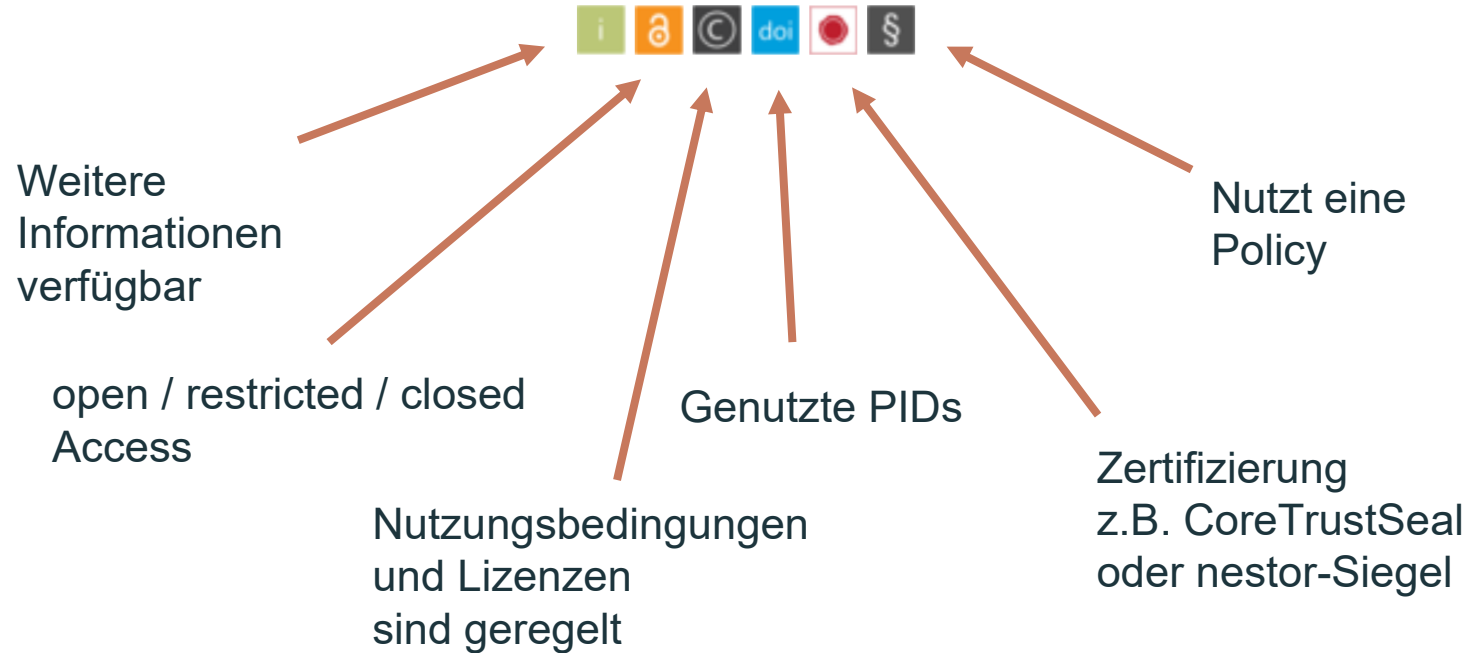 i © doi §
Weitere
Informationen
verfügbar
open / restricted / closed
Access
Nutzungsbedingungen
und Lizenzen
sind geregelt
Genutzte PIDs
Zertifizierung
z.B. CoreTrustSeal
oder nestor-Siegel
Nutzt eine
Policy